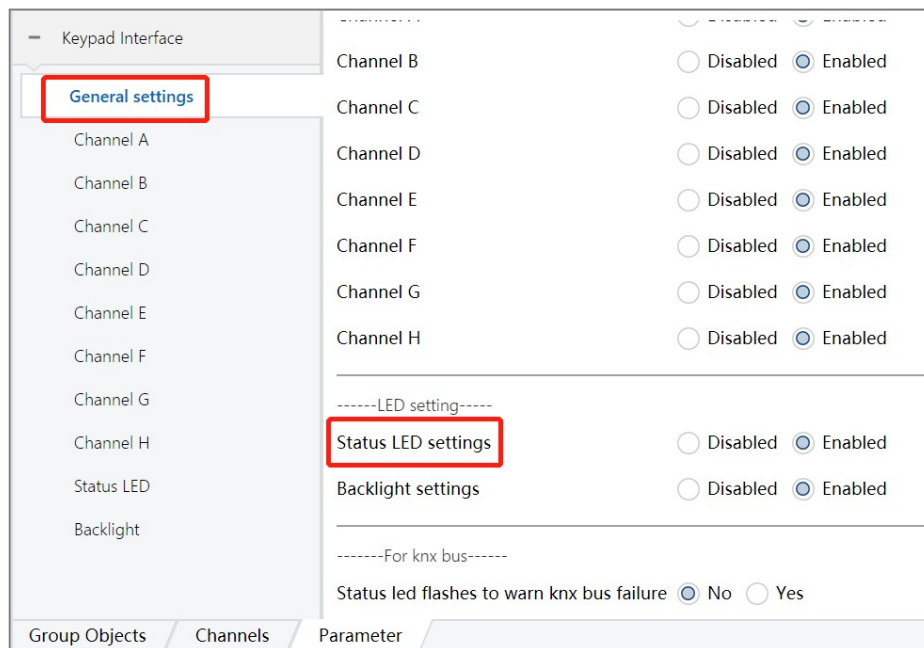 Keypad Interface
General settings
Channel A
Channel B
Channel C
Channel D
Channel E
Channel F
Channel G
Channel H
Status LED
Backlight
Disabled Enabled
Channel B Disabled Enabled
Channel C Disabled Enabled
Channel D Disabled Enabled
Channel E Disabled Enabled
Channel F Disabled Enabled
Channel G Disabled Enabled
Channel H Disabled Enabled
------LED setting-----
Status LED settings Disabled Enabled
Backlight settings Disabled Enabled
-------For knx bus------
Status led flashes to warn knx bus failure No Yes
Group Objects Channels Parameter